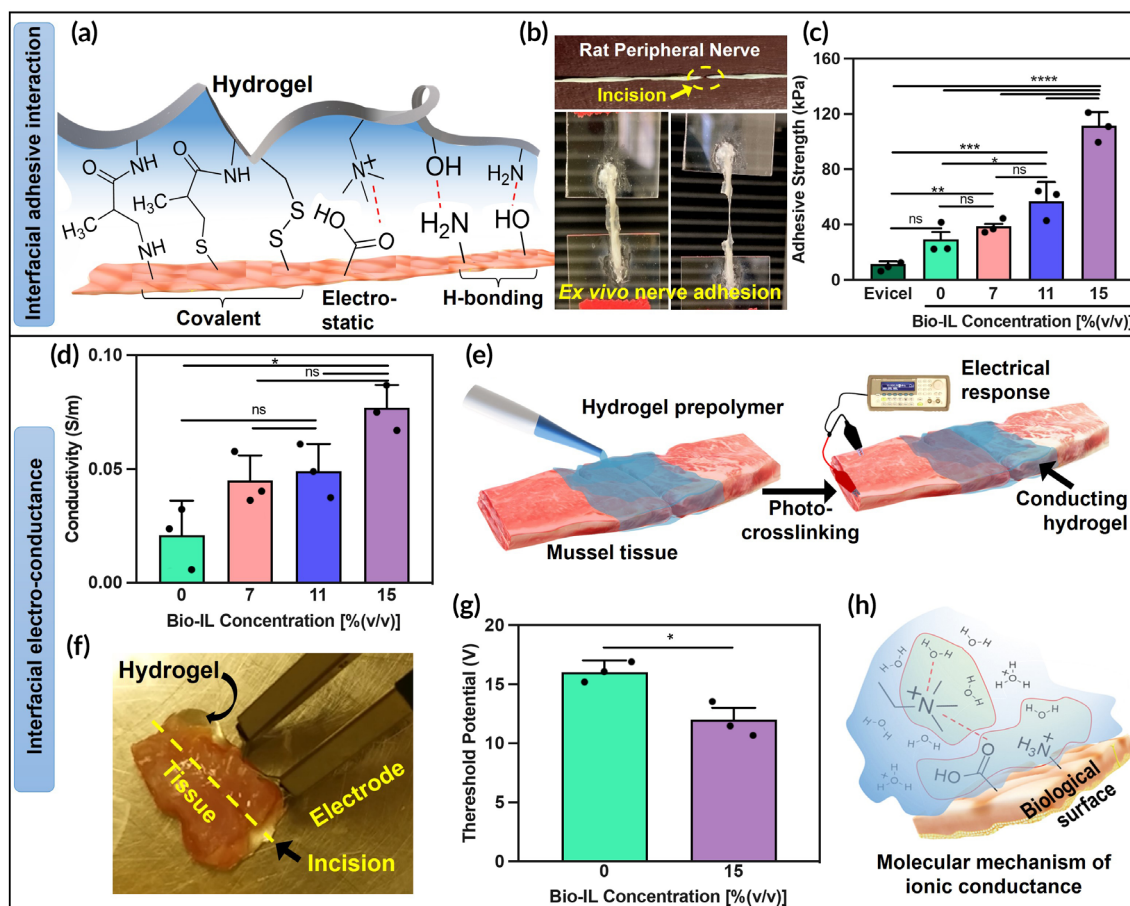 Interfacial adhesive interaction
(a)
Hydrogel
NH
O
H₃C
NH
O
H₃C
NH
S
S
S
N
+
HO
O
OH
H₂N
H₂N
HO
Covalent
Electro-
static
H-bonding
(b)
Rat Peripheral Nerve
Incision
Ex vivo nerve adhesion
(c)
Adhesive Strength (kPa)
160
120
80
40
0
****
***
*
ns
**
ns
ns
Evicel
0
7
11
15
Bio-IL Concentration [%(v/v)]
Interfacial electro-conductance
(d)
Conductivity (S/m)
0.10
0.05
0.00
*
ns
ns
0
7
11
15
Bio-IL Concentration [%(v/v)]
(e)
Hydrogel prepolymer
Mussel tissue
Photo-
crosslinking
Electrical
response
Conducting
hydrogel
(f)
Hydrogel
Tissue
Electrode
Incision
(g)
Thereshold Potential (V)
20
15
10
5
0
*
0
15
Bio-IL Concentration [%(v/v)]
(h)
N
+
HO
O
H₃N
+
Biological
surface
Molecular mechanism of
ionic conductance